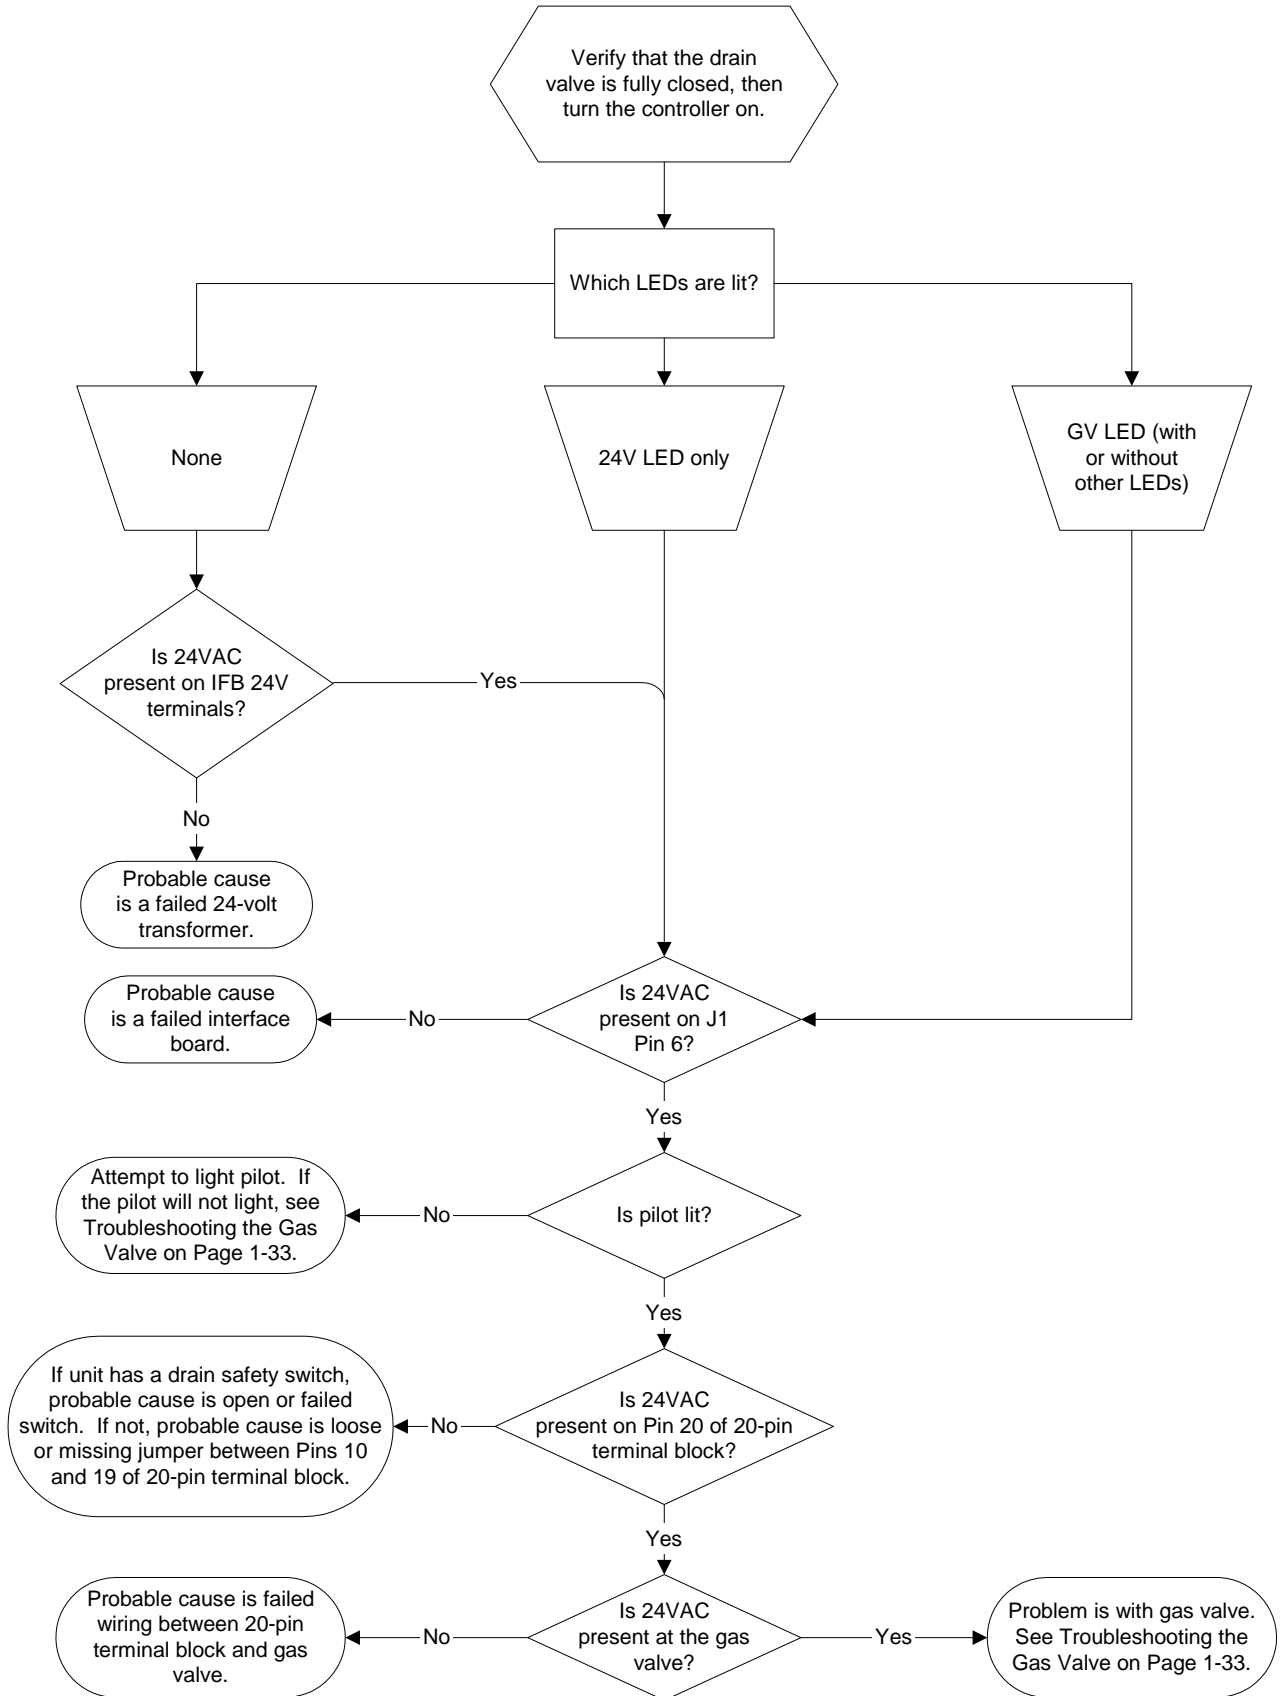 Verify that the drain
valve is fully closed, then
turn the controller on.
Which LEDs are lit?
None
24V LED only
GV LED (with
or without
other LEDs)
Is 24VAC
present on IFB 24V
terminals?
Yes
No
Probable cause
is a failed 24-volt
transformer.
Is 24VAC
present on J1
Pin 6?
No
Probable cause
is a failed interface
board.
Yes
Is pilot lit?
No
Attempt to light pilot.  If
the pilot will not light, see
Troubleshooting the Gas
Valve on Page 1-33.
Yes
Is 24VAC
present on Pin 20 of 20-pin
terminal block?
No
If unit has a drain safety switch,
probable cause is open or failed
switch.  If not, probable cause is loose
or missing jumper between Pins 10
and 19 of 20-pin terminal block.
Yes
Is 24VAC
present at the gas
valve?
No
Probable cause is failed
wiring between 20-pin
terminal block and gas
valve.
Yes
Problem is with gas valve.
See Troubleshooting the
Gas Valve on Page 1-33.